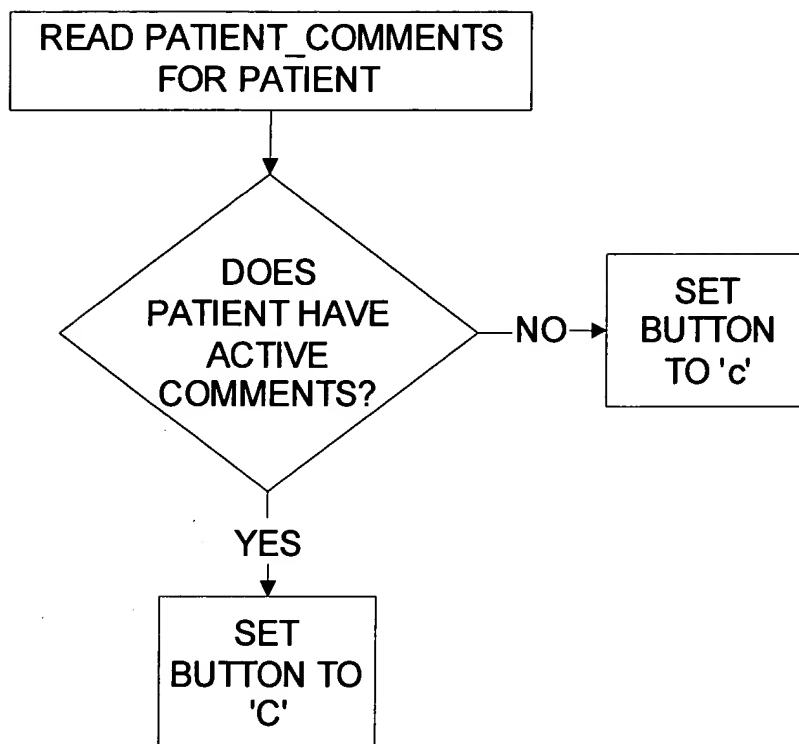 READ PATIENT_COMMENTS
FOR PATIENT
DOES
PATIENT HAVE
ACTIVE
COMMENTS?
NO
SET
BUTTON
TO 'c'
YES
SET
BUTTON TO
'C'